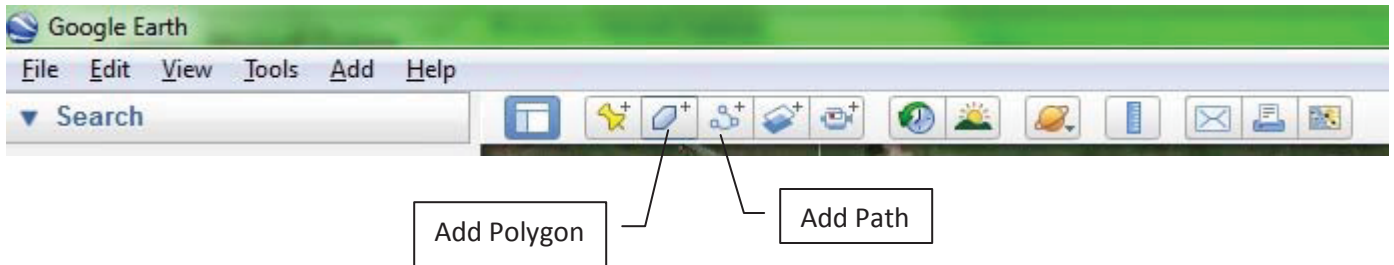 Google Earth
File Edit View Tools Add Help
Search
Add Polygon
Add Path